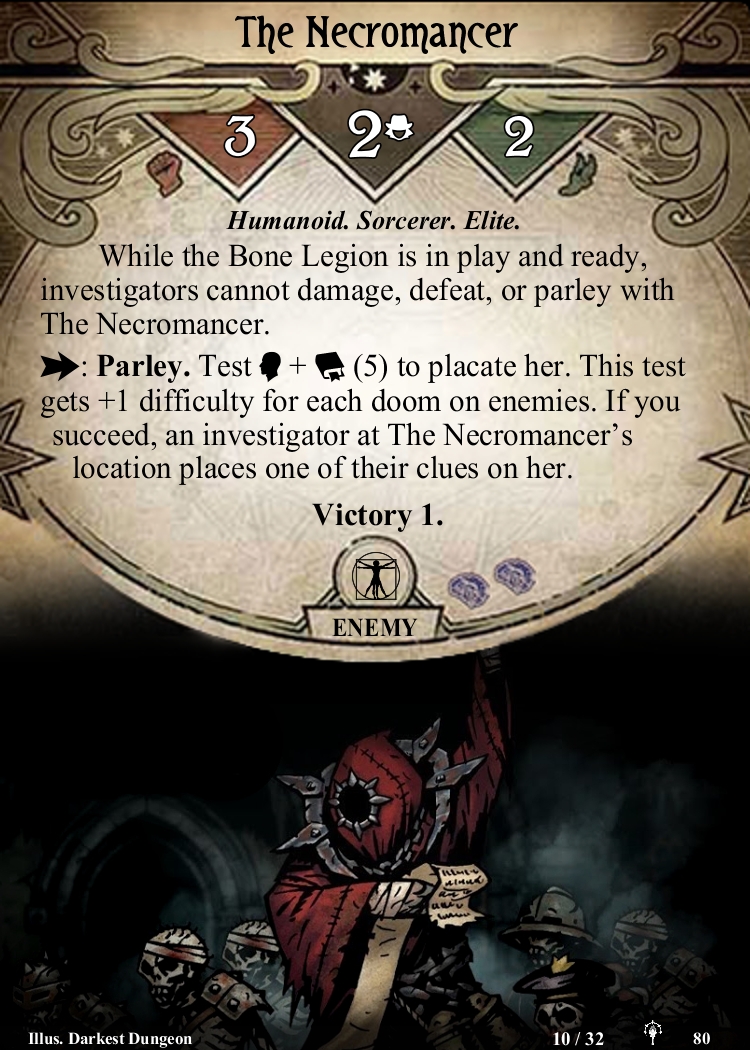 The Necromancer
3 2 2
Humanoid. Sorcerer. Elite.
While the Bone Legion is in play and ready,
investigators cannot damage, defeat, or parley with
The Necromancer.
: Parley. Test + (5) to placate her. This test
gets +1 difficulty for each doom on enemies. If you
succeed, an investigator at The Necromancer’s
location places one of their clues on her.
Victory 1.
ENEMY
Illus. Darkest Dungeon 10 / 32 80